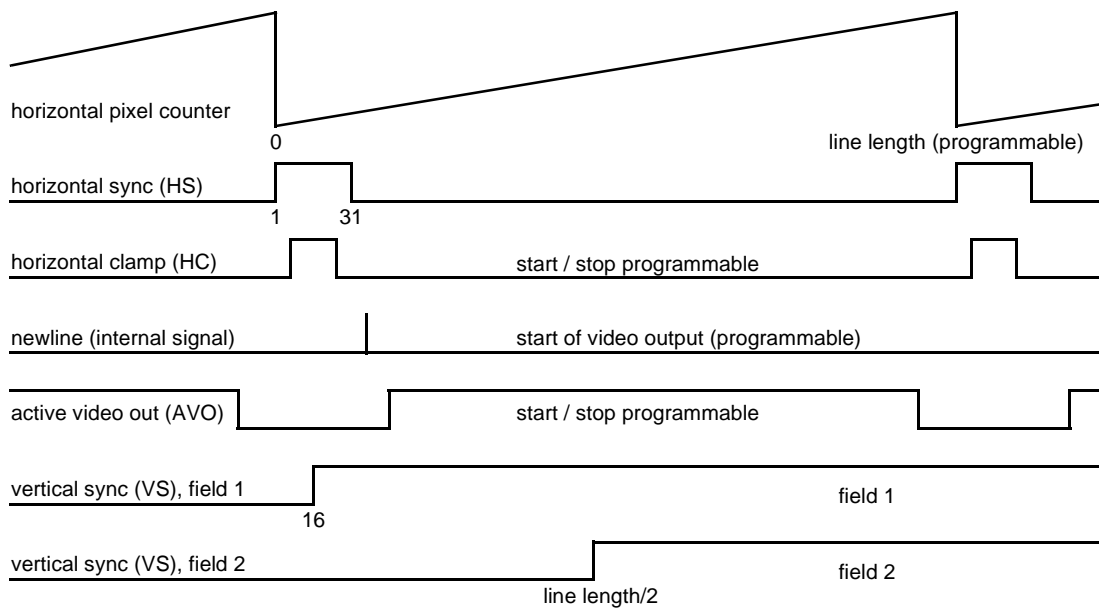 horizontal pixel counter
0
line length (programmable)
horizontal sync (HS)
1
31
horizontal clamp (HC)
start / stop programmable
newline (internal signal)
start of video output (programmable)
active video out (AVO)
start / stop programmable
vertical sync (VS), field 1
field 1
16
vertical sync (VS), field 2
field 2
line length/2